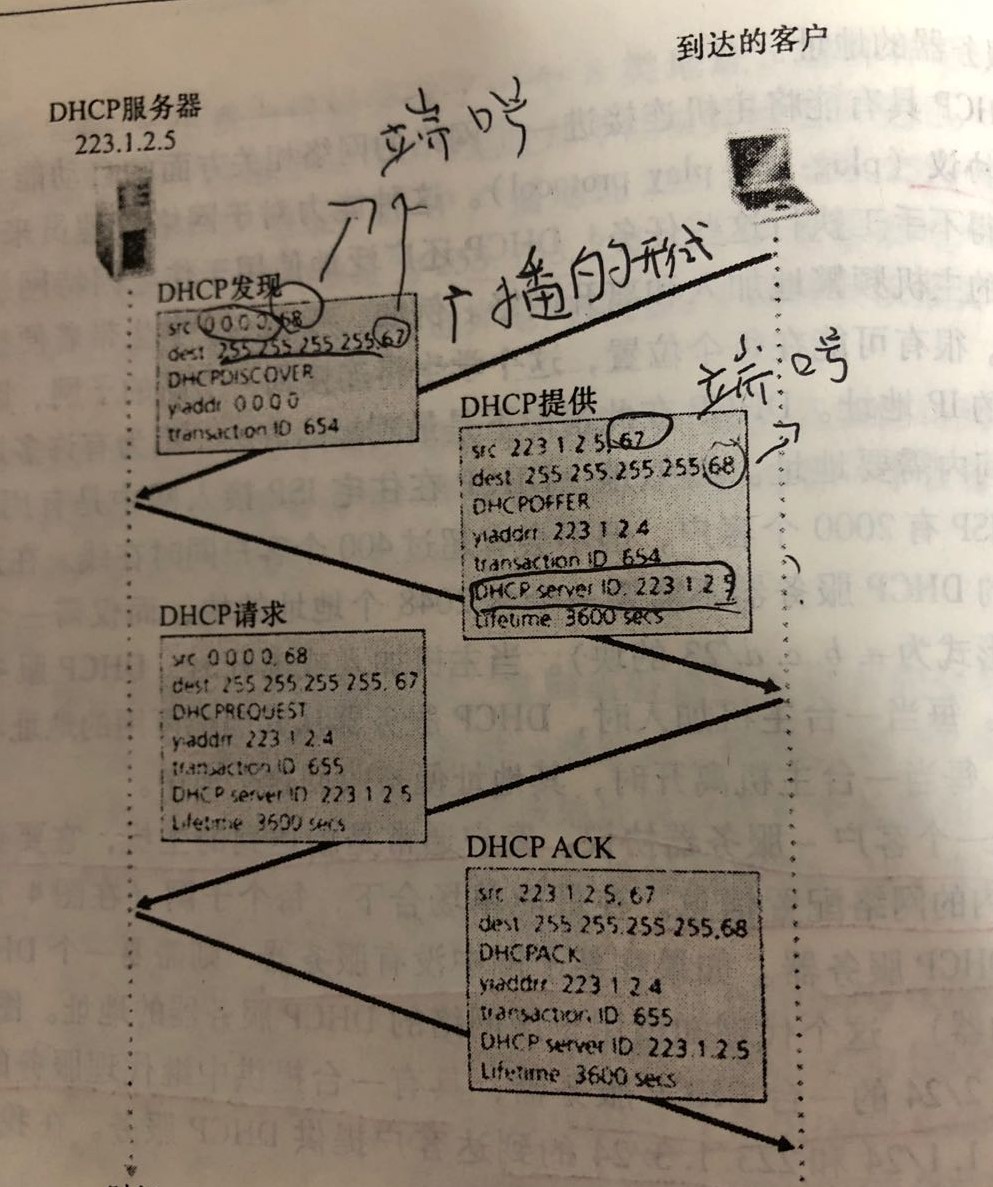 到达的客户
DHCP服务器
223.1.2.5
端口号
广播的形式
DHCP发现
src 0 0 0 0, 68
dest 255 255 255 255, 67
DHCPDISCOVER
yiaddr 0 0 0 0
transaction ID 654
端口号
DHCP提供
src 223 1 2 5, 67
dest 255 255.255 255, 68
DHCPOFFER
yiaddrr 223 1 2.4
transaction ID 654
DHCP server ID: 223 1.2 5
Lifetime 3600 secs
DHCP请求
src 0 0 0 0, 68
dest 255 255 255 255, 67
DHCPREQUEST
yiaddrr 223 1 2.4
transaction ID 655
DHCP server ID 223 1 2 5
Lifetime 3600 secs
DHCP ACK
src 223 1.2.5, 67
dest 255 255.255 255,68
DHCPACK
yiaddrr 223 1 2 4
transaction ID 655
DHCP server ID 223.1.2.5
Lifetime 3600 secs